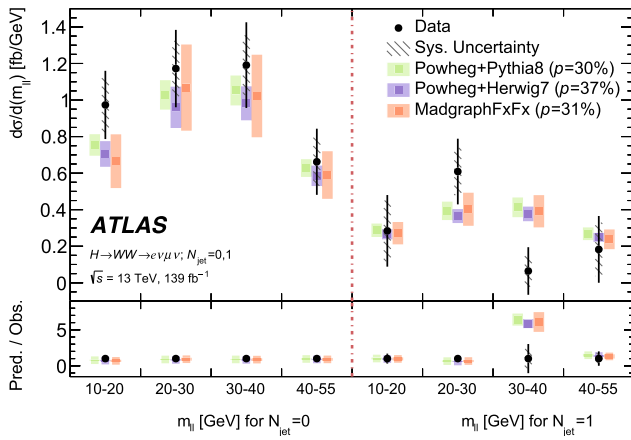 dσ/d(m_ll) [fb/GeV]
1.4
1.2
1
0.8
0.6
0.4
0.2
0
Data
Sys. Uncertainty
Powheg+Pythia8 (p=30%)
Powheg+Herwig7 (p=37%)
MadgraphFxFx (p=31%)
ATLAS
H→WW→eνμν; N_jet=0,1
√s = 13 TeV, 139 fb⁻¹
Pred. / Obs.
5
0
10-20 20-30 30-40 40-55 10-20 20-30 30-40 40-55
m_ll [GeV] for N_jet=0 m_ll [GeV] for N_jet=1